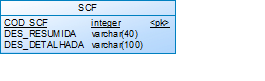 SCF
COD_SCF integer <pk>
DES_RESUMIDA varchar(40)
DES_DETALHADA varchar(100)